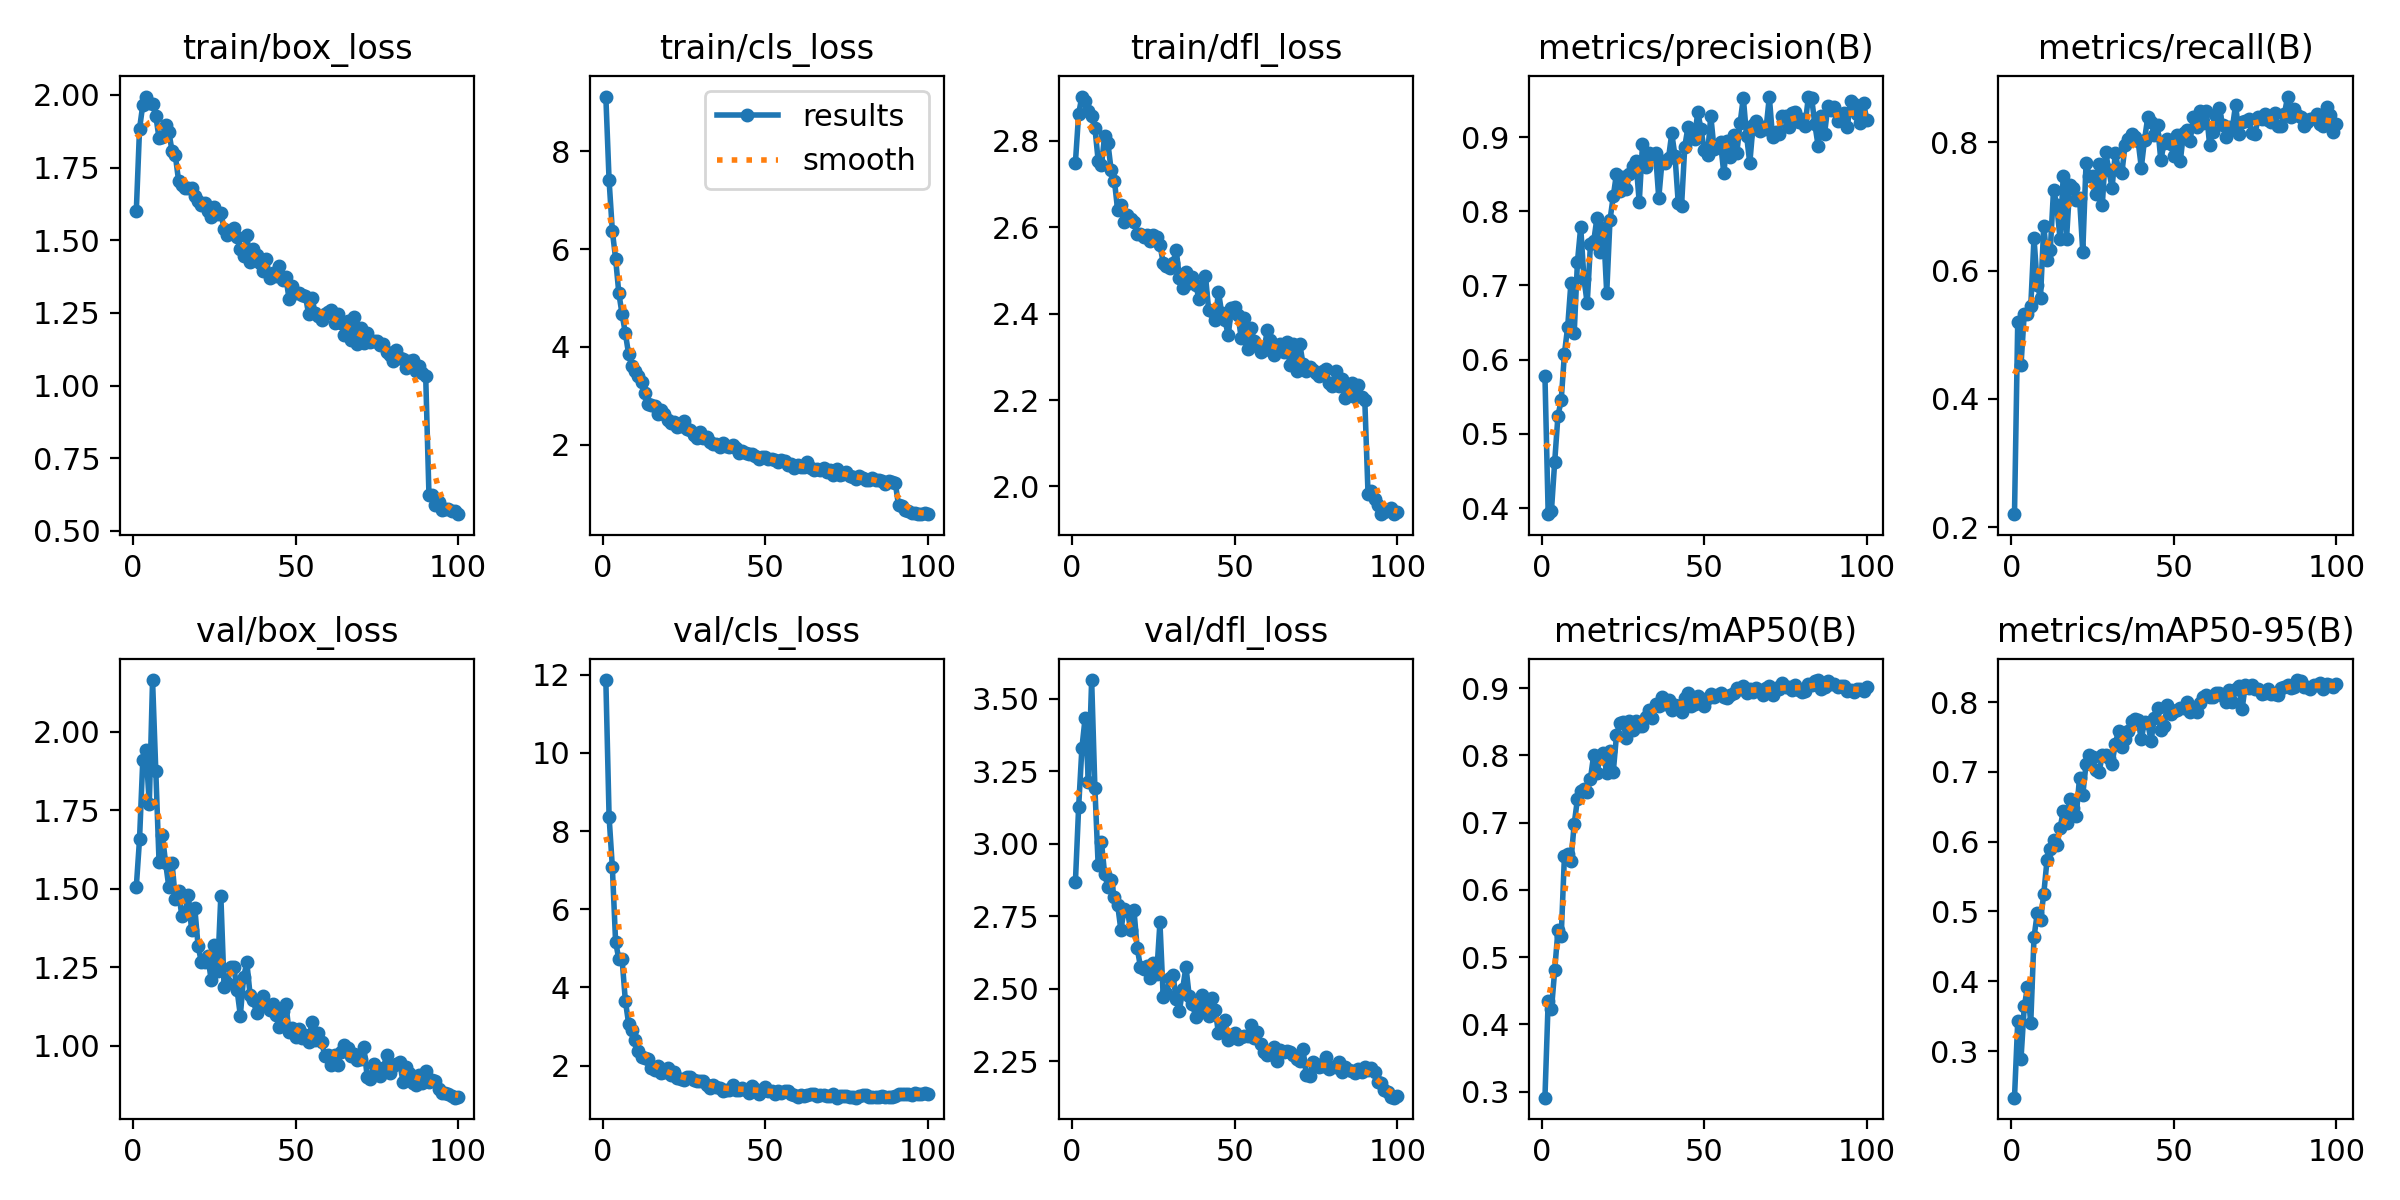 train/box_loss
2.00
1.75
1.50
1.25
1.00
0.75
0.50
0 50 100
train/cls_loss
results
smooth
8
6
4
2
0 50 100
train/dfl_loss
2.8
2.6
2.4
2.2
2.0
0 50 100
metrics/precision(B)
0.9
0.8
0.7
0.6
0.5
0.4
0 50 100
metrics/recall(B)
0.8
0.6
0.4
0.2
0 50 100
val/box_loss
2.00
1.75
1.50
1.25
1.00
0 50 100
val/cls_loss
12
10
8
6
4
2
0 50 100
val/dfl_loss
3.50
3.25
3.00
2.75
2.50
2.25
0 50 100
metrics/mAP50(B)
0.9
0.8
0.7
0.6
0.5
0.4
0.3
0 50 100
metrics/mAP50-95(B)
0.8
0.7
0.6
0.5
0.4
0.3
0 50 100